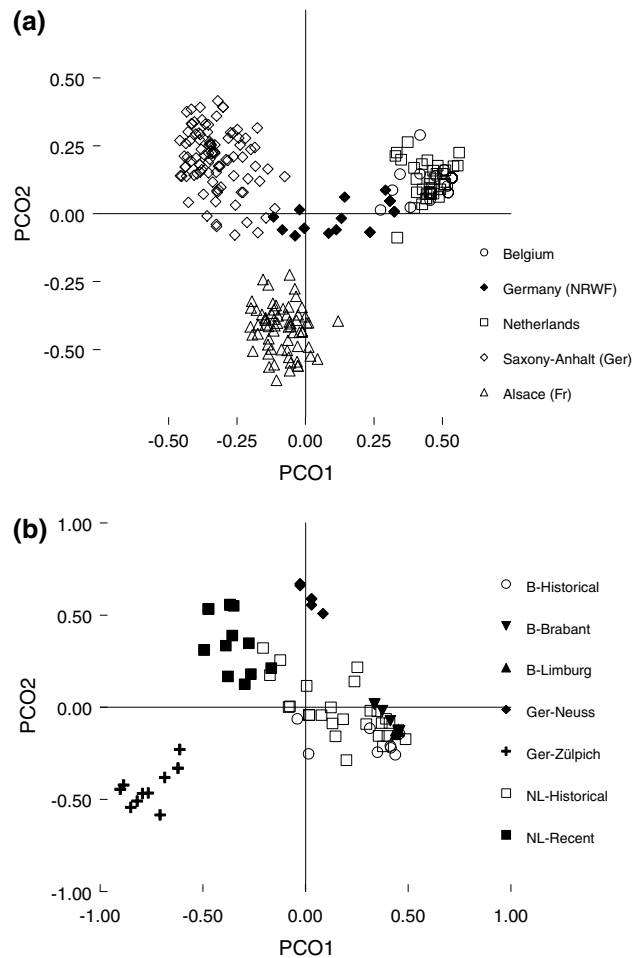 (a)
0.50
0.25
0.00
-0.25
-0.50
PCO2
Belgium
Germany (NRWF)
Netherlands
Saxony-Anhalt (Ger)
Alsace (Fr)
-0.50 -0.25 0.00 0.25 0.50
PCO1
(b)
1.00
0.50
0.00
-0.50
-1.00
PCO2
B-Historical
B-Brabant
B-Limburg
Ger-Neuss
Ger-Zülpich
NL-Historical
NL-Recent
-1.00 -0.50 0.00 0.50 1.00
PCO1